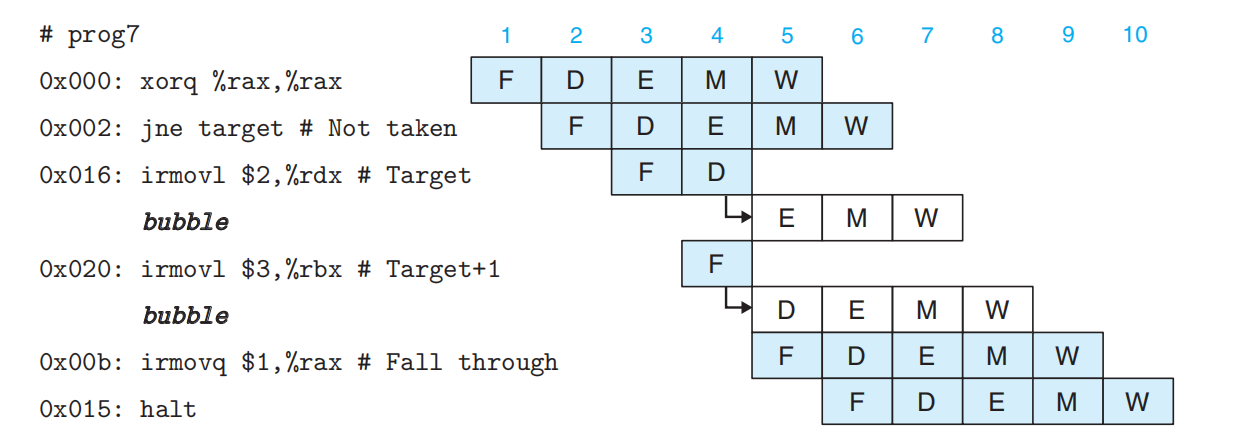 # prog7 1 2 3 4 5 6 7 8 9 10
0x000: xorq %rax,%rax F D E M W
0x002: jne target # Not taken F D E M W
0x016: irmovl $2,%rdx # Target F D
bubble E M W
0x020: irmovl $3,%rbx # Target+1 F
bubble D E M W
0x00b: irmovq $1,%rax # Fall through F D E M W
0x015: halt F D E M W